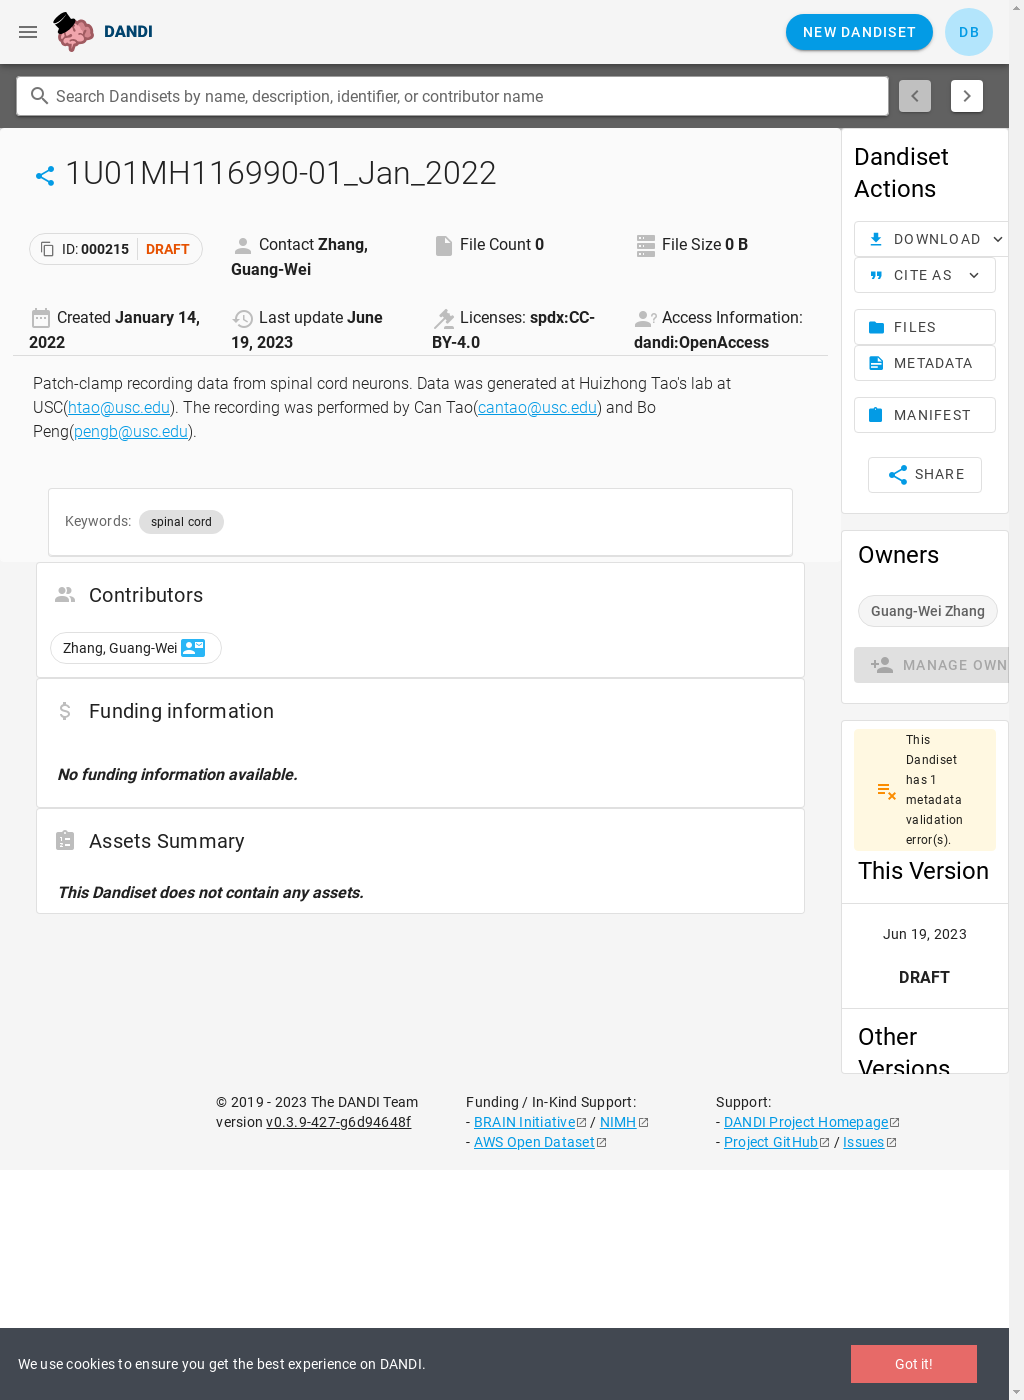 DANDI
NEW DANDISET
DB
Search Dandisets by name, description, identifier, or contributor name
1U01MH116990-01_Jan_2022
ID: 000215 DRAFT
Contact Zhang,
Guang-Wei
File Count 0
File Size 0 B
Created January 14,
2022
Last update June
19, 2023
Licenses: spdx:CC-
BY-4.0
Access Information:
dandi:OpenAccess
Patch-clamp recording data from spinal cord neurons. Data was generated at Huizhong Tao's lab at
USC(htao@usc.edu). The recording was performed by Can Tao(cantao@usc.edu) and Bo
Peng(pengb@usc.edu).
Keywords: spinal cord
Contributors
Zhang, Guang-Wei
Funding information
No funding information available.
Assets Summary
This Dandiset does not contain any assets.
Dandiset
Actions
DOWNLOAD
CITE AS
FILES
METADATA
MANIFEST
SHARE
Owners
Guang-Wei Zhang
MANAGE OWN
This
Dandiset
has 1
metadata
validation
error(s).
This Version
Jun 19, 2023
DRAFT
Other
Versions
© 2019 - 2023 The DANDI Team
version v0.3.9-427-g6d94648f
Funding / In-Kind Support:
- BRAIN Initiative / NIMH
- AWS Open Dataset
Support:
- DANDI Project Homepage
- Project GitHub / Issues
We use cookies to ensure you get the best experience on DANDI.
Got it!